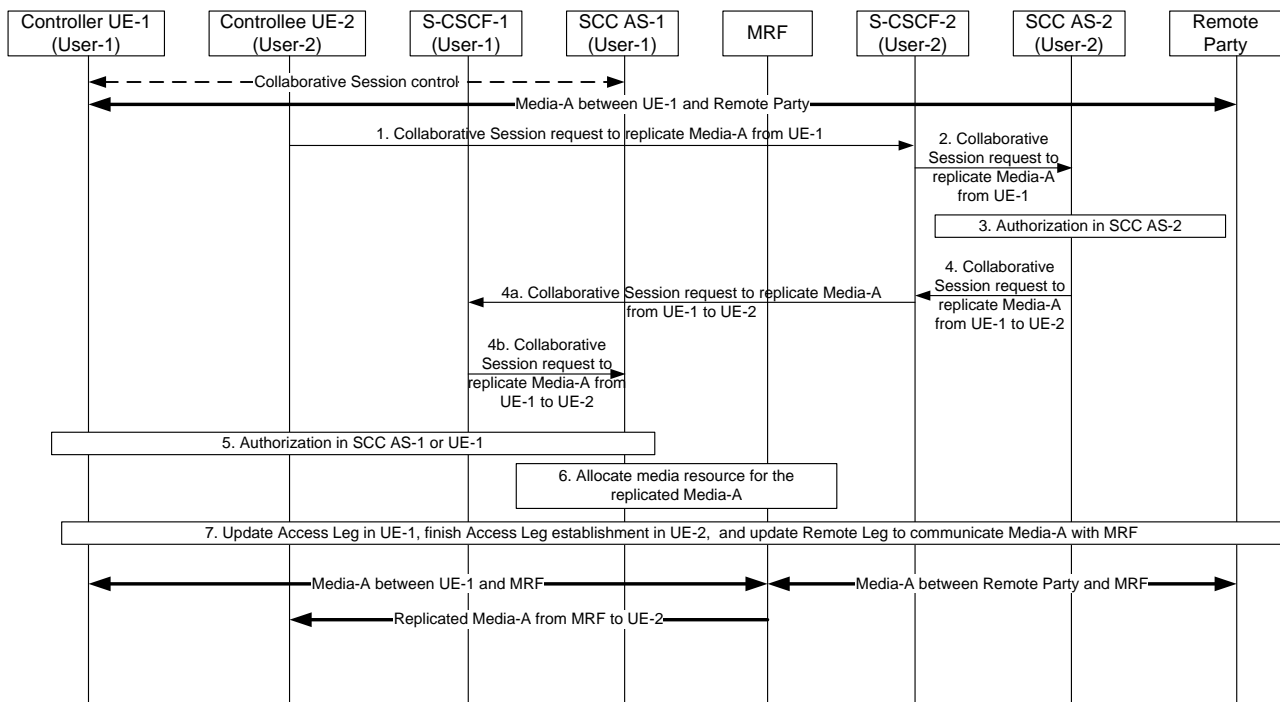 Controller UE-1
(User-1)
Controllee UE-2
(User-2)
S-CSCF-1
(User-1)
SCC AS-1
(User-1)
MRF
S-CSCF-2
(User-2)
SCC AS-2
(User-2)
Remote
Party
Collaborative Session control
Media-A between UE-1 and Remote Party
1. Collaborative Session request to replicate Media-A from UE-1
2. Collaborative
Session request to
replicate Media-A
from UE-1
3. Authorization in SCC AS-2
4. Collaborative
Session request to
replicate Media-A
from UE-1 to UE-2
4a. Collaborative Session request to replicate Media-A
from UE-1 to UE-2
4b. Collaborative
Session request to
replicate Media-A from
UE-1 to UE-2
5. Authorization in SCC AS-1 or UE-1
6. Allocate media resource for the
replicated Media-A
7. Update Access Leg in UE-1, finish Access Leg establishment in UE-2, and update Remote Leg to communicate Media-A with MRF
Media-A between UE-1 and MRF
Media-A between Remote Party and MRF
Replicated Media-A from MRF to UE-2